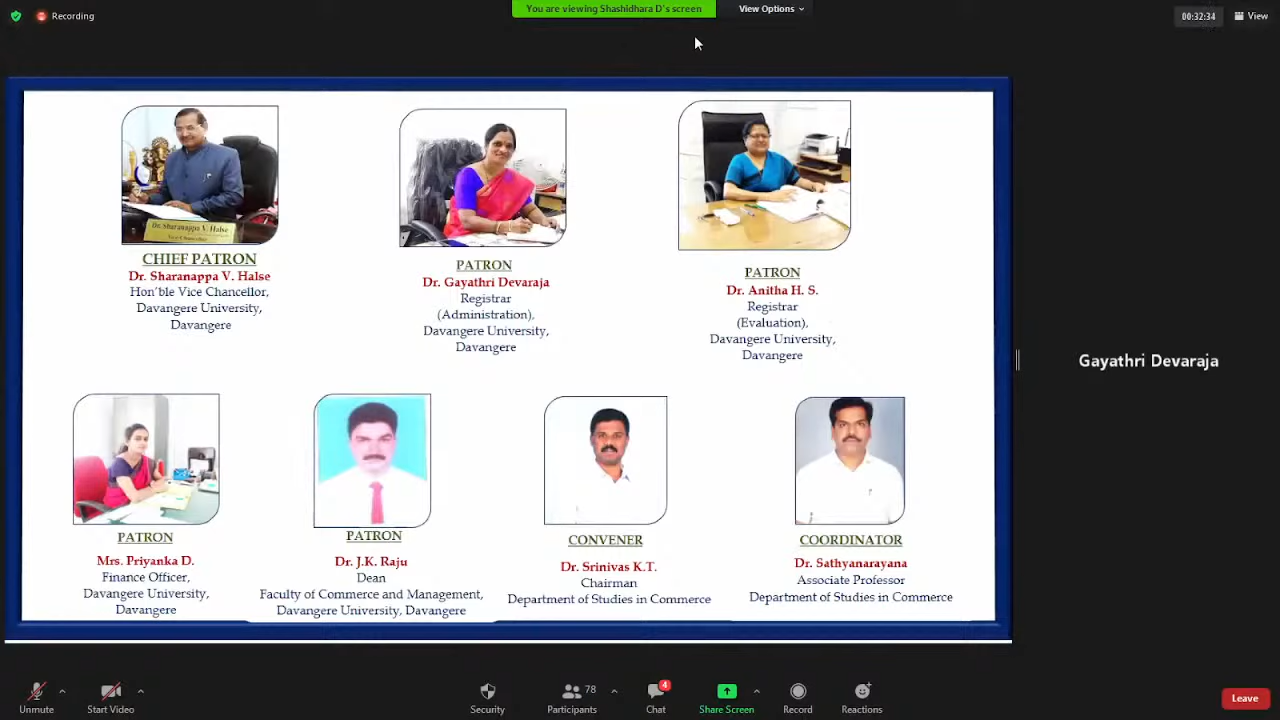 Recording
You are viewing Shashidhara D's screen
View Options
00:32:34
View
Dr. Sharanappa V. Halse
Vice Chancellor
CHIEF PATRON
Dr. Sharanappa V. Halse
Hon'ble Vice Chancellor,
Davangere University,
Davangere
PATRON
Dr. Gayathri Devaraja
Registrar
(Administration),
Davangere University,
Davangere
PATRON
Dr. Anitha H. S.
Registrar
(Evaluation),
Davangere University,
Davangere
Gayathri Devaraja
PATRON
Mrs. Priyanka D.
Finance Officer,
Davangere University,
Davangere
PATRON
Dr. J.K. Raju
Dean
Faculty of Commerce and Management,
Davangere University, Davangere
CONVENER
Dr. Srinivas K.T.
Chairman
Department of Studies in Commerce
COORDINATOR
Dr. Sathyanarayana
Associate Professor
Department of Studies in Commerce
Unmute
Start Video
Security
78
Participants
4
Chat
Share Screen
Record
Reactions
Leave